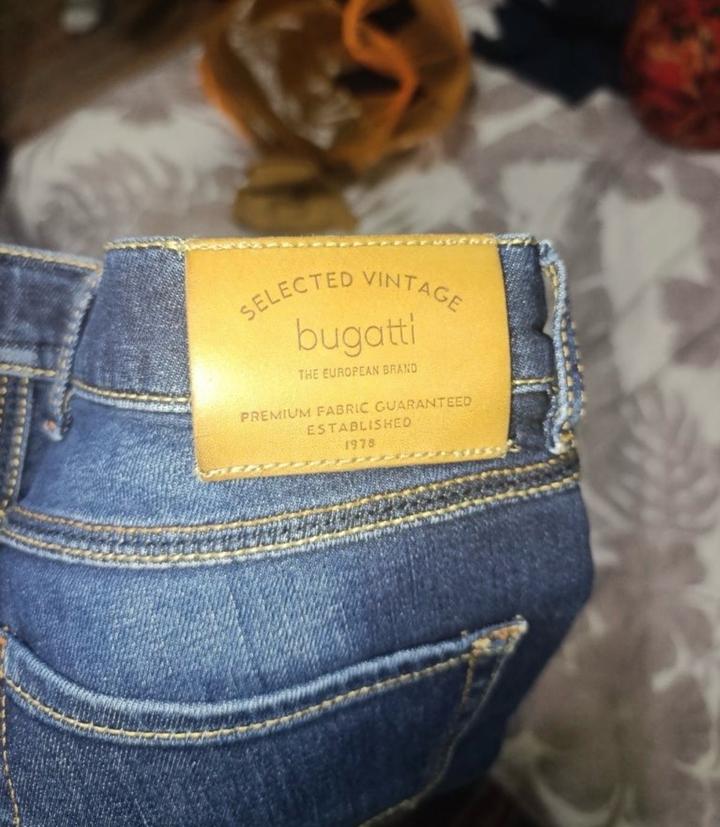 SELECTED VINTAGE
bugatti
THE EUROPEAN BRAND
PREMIUM FABRIC GUARANTEED
ESTABLISHED
1978